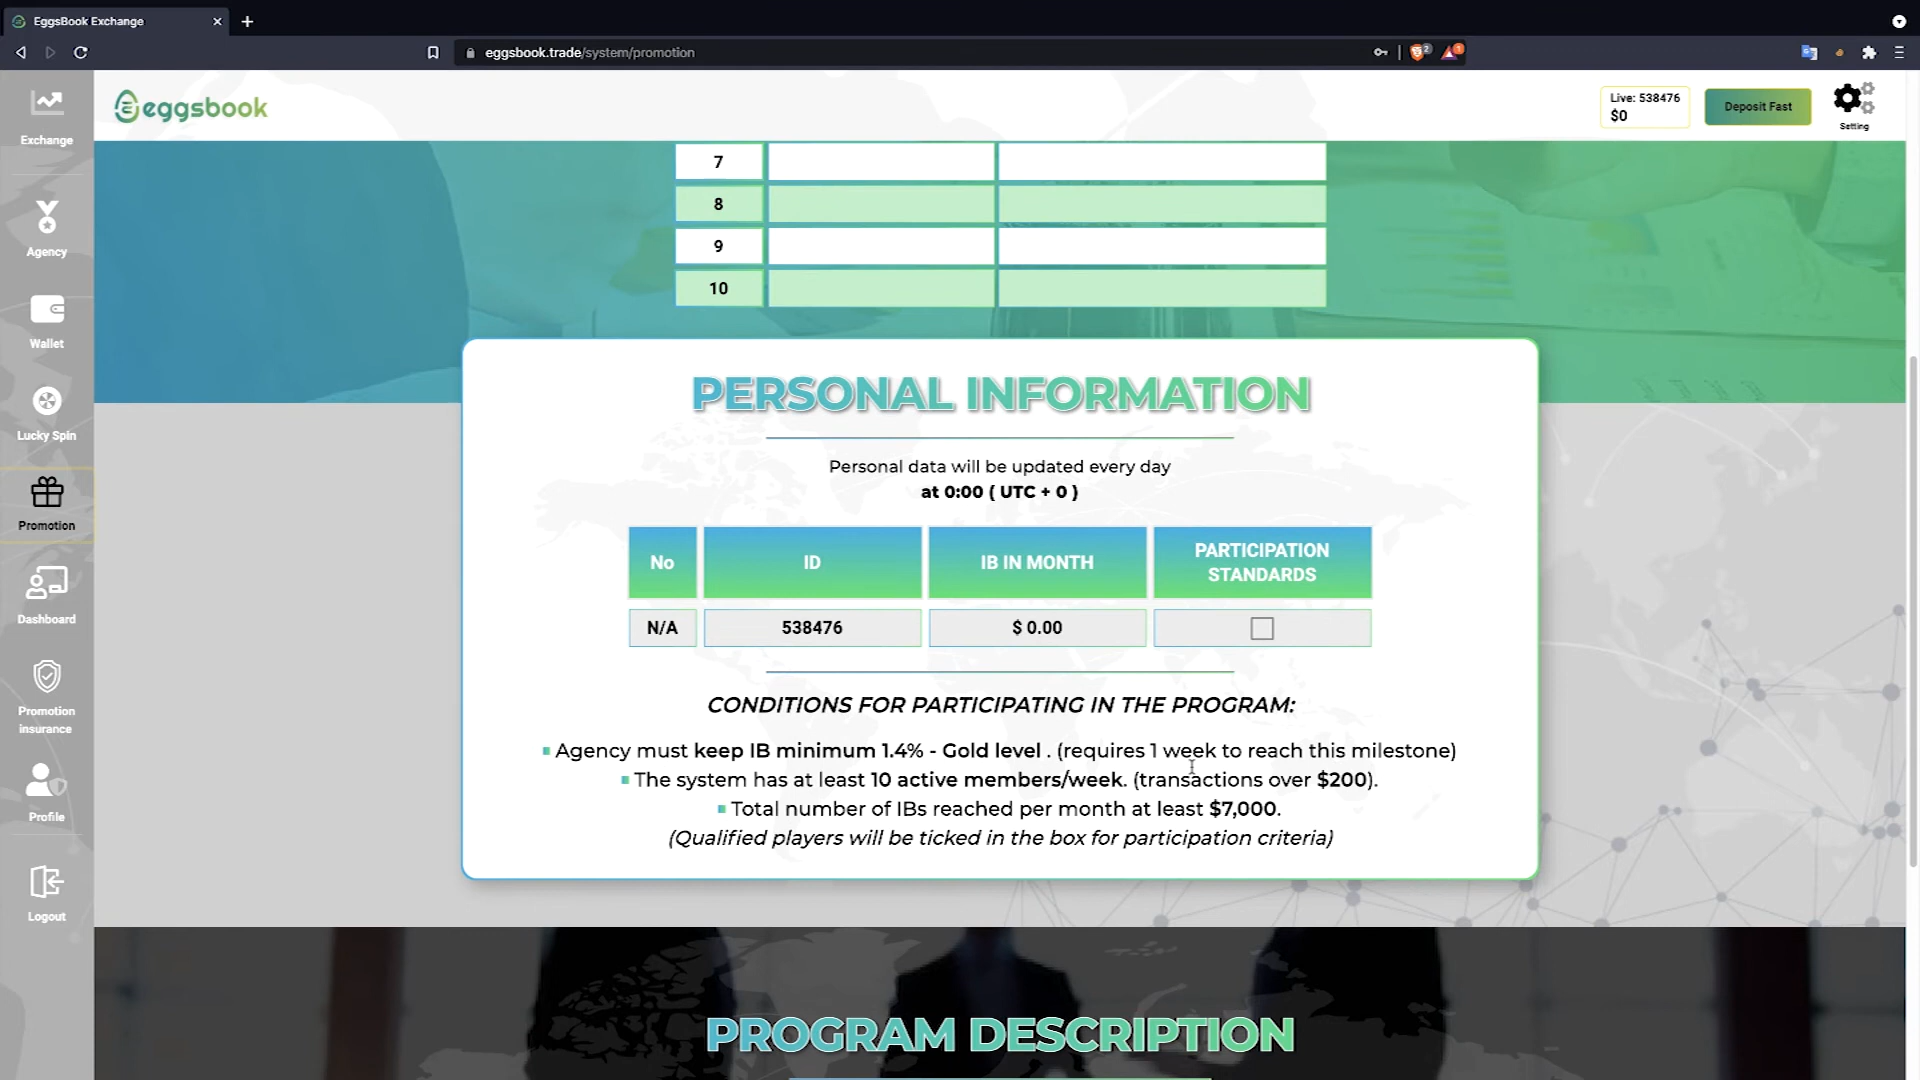 EggsBook Exchange
eggsbook.trade/system/promotion
2
1
Exchange
Agency
Wallet
Lucky Spin
Promotion
Dashboard
Promotion
insurance
Profile
Logout
eggsbook
Live: 538476
$0
Deposit Fast
Setting
7
8
9
10
PERSONAL INFORMATION
Personal data will be updated every day
at 0:00 ( UTC + 0 )
No ID IB IN MONTH PARTICIPATION
STANDARDS
N/A 538476 $ 0.00
CONDITIONS FOR PARTICIPATING IN THE PROGRAM:
Agency must keep IB minimum 1.4% - Gold level . (requires 1 week to reach this milestone)
The system has at least 10 active members/week. (transactions over $200).
Total number of IBs reached per month at least $7,000.
(Qualified players will be ticked in the box for participation criteria)
PROGRAM DESCRIPTION